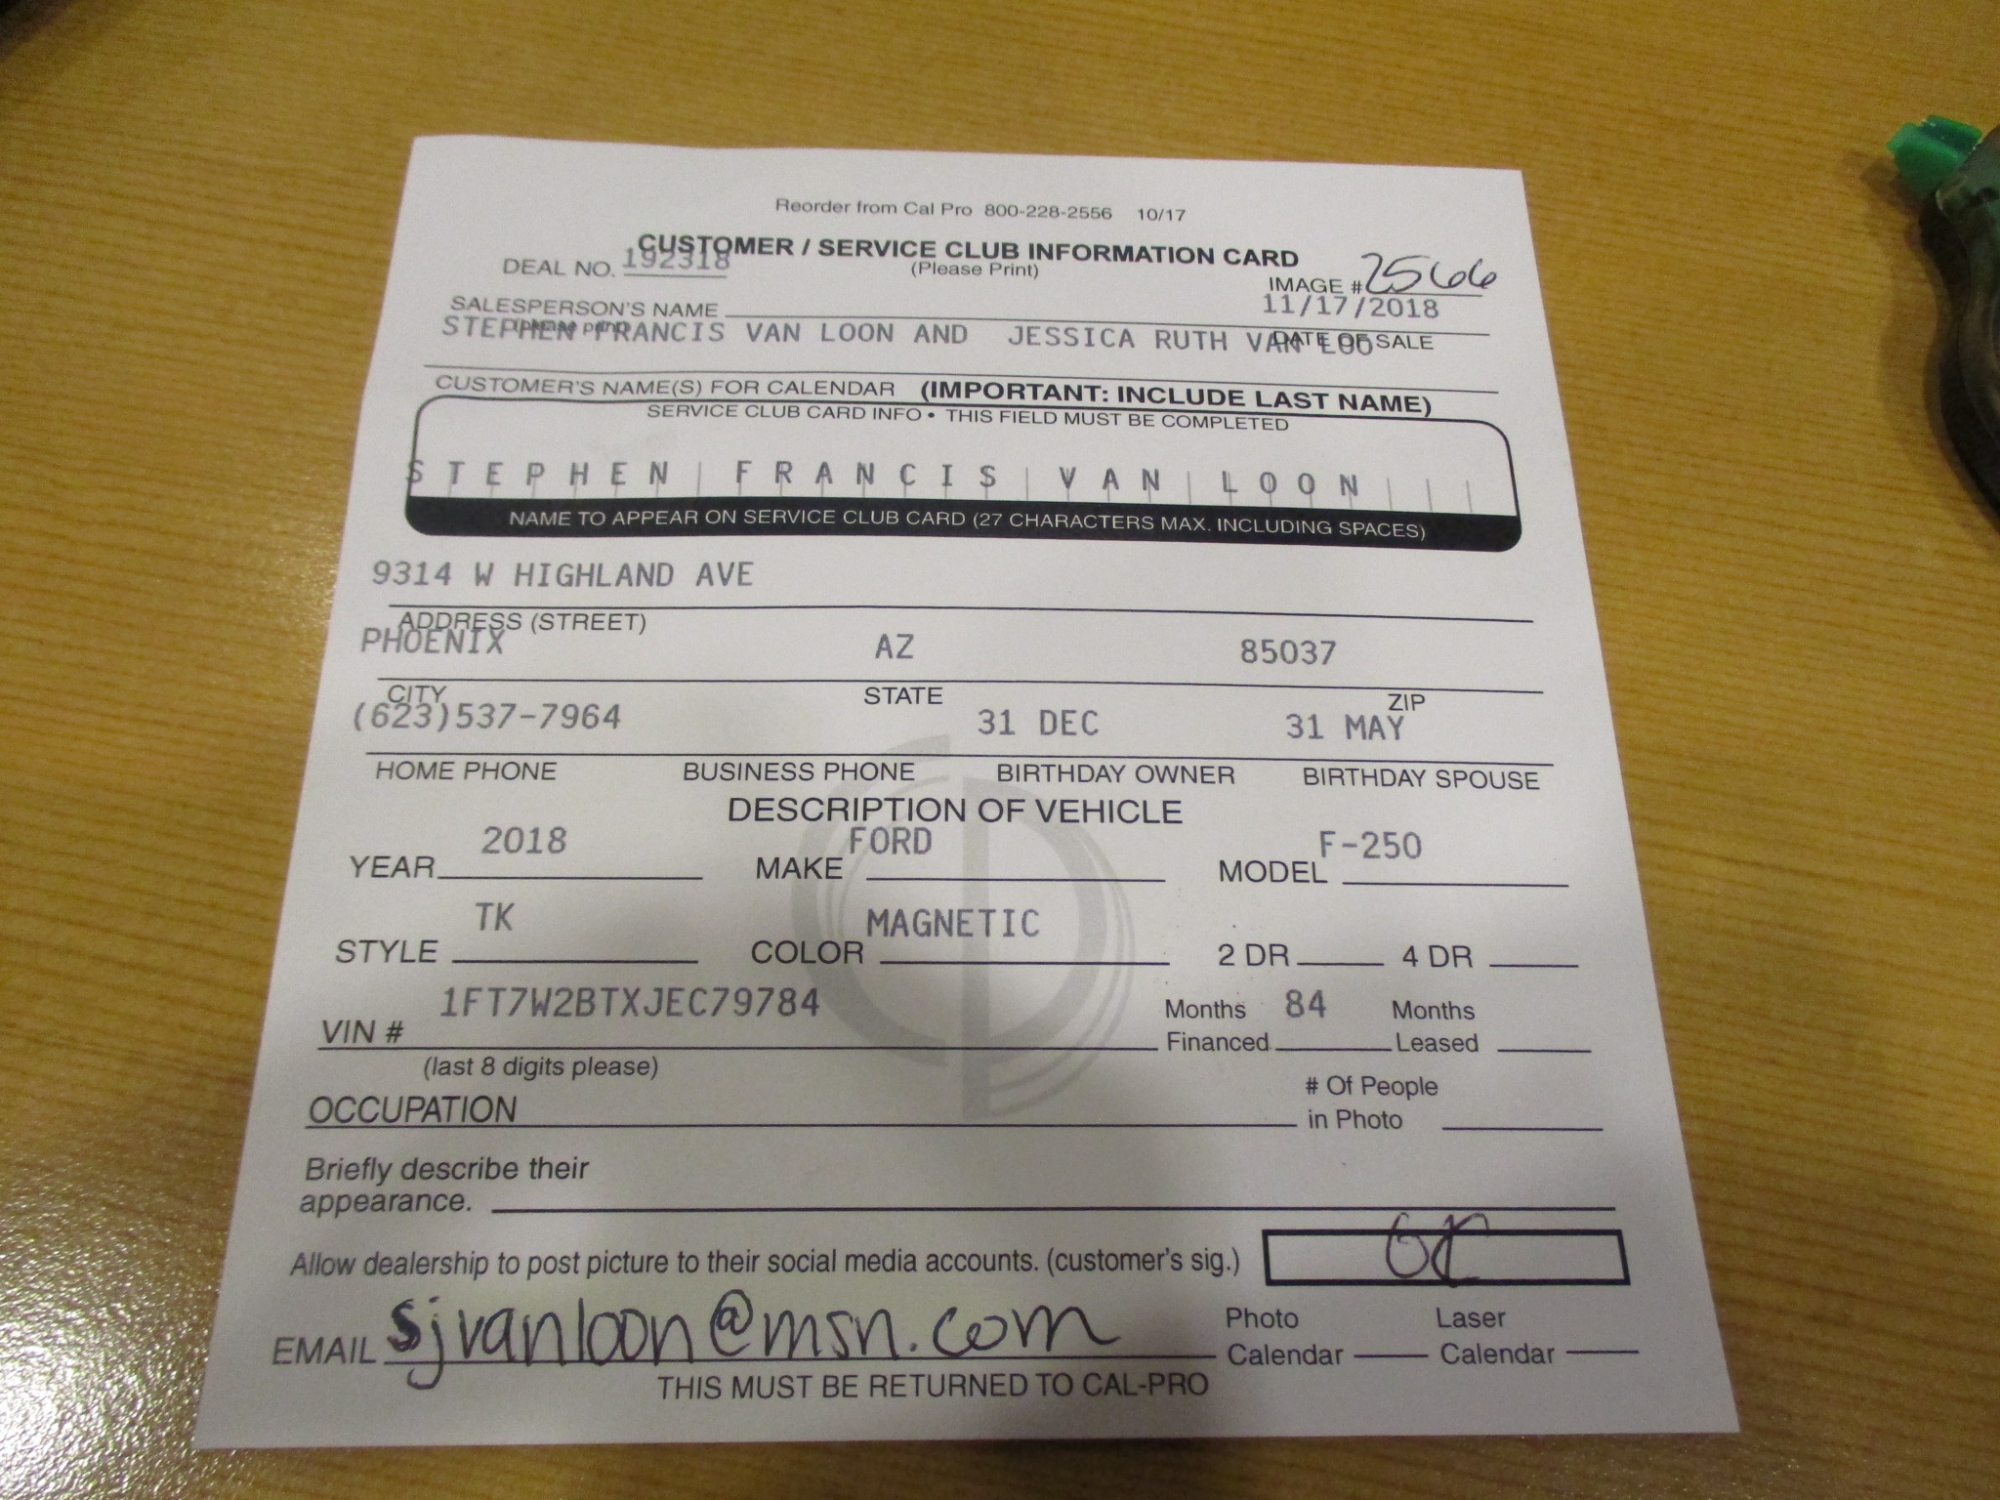 Reorder from Cal Pro 800-228-2556 10/17
CUSTOMER / SERVICE CLUB INFORMATION CARD
DEAL NO. 192318 (Please Print) IMAGE # 2566
SALESPERSON'S NAME 11/17/2018
(please print) DATE OF SALE
STEPHEN FRANCIS VAN LOON AND JESSICA RUTH VAN LOO
CUSTOMER'S NAME(S) FOR CALENDAR (IMPORTANT: INCLUDE LAST NAME)
SERVICE CLUB CARD INFO • THIS FIELD MUST BE COMPLETED
STEPHEN FRANCIS VAN LOON
NAME TO APPEAR ON SERVICE CLUB CARD (27 CHARACTERS MAX. INCLUDING SPACES)
9314 W HIGHLAND AVE
ADDRESS (STREET)
PHOENIX AZ 85037
CITY STATE ZIP
(623)537-7964 31 DEC 31 MAY
HOME PHONE BUSINESS PHONE BIRTHDAY OWNER BIRTHDAY SPOUSE
DESCRIPTION OF VEHICLE
YEAR 2018 MAKE FORD MODEL F-250
STYLE TK COLOR MAGNETIC 2 DR 4 DR
VIN # 1FT7W2BTXJEC79784 Months Financed 84 Months Leased
(last 8 digits please)
OCCUPATION # Of People in Photo
Briefly describe their
appearance.
Allow dealership to post picture to their social media accounts. (customer's sig.)
EMAIL sjvanloon@msn.com Photo Calendar Laser Calendar
THIS MUST BE RETURNED TO CAL-PRO